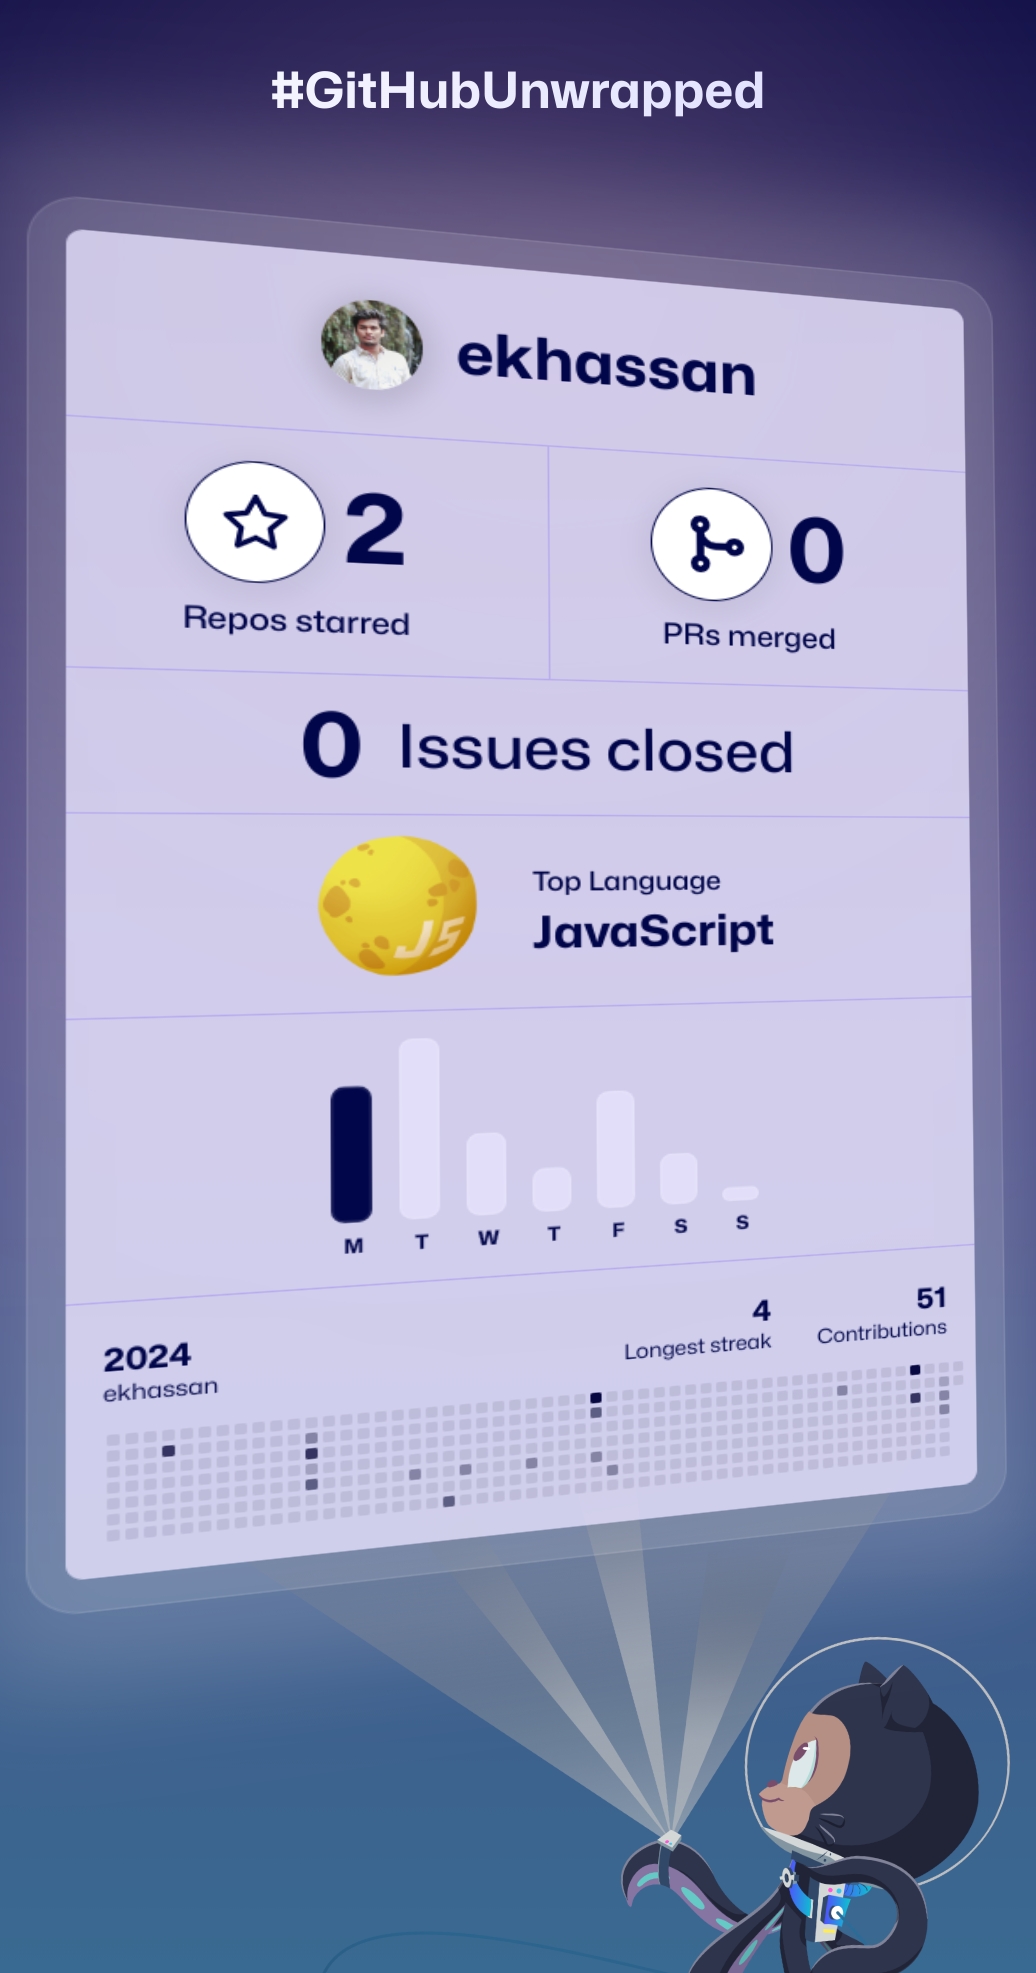 #GitHubUnwrapped
ekhassan
2
Repos starred
0
PRs merged
0 Issues closed
JS
Top Language
JavaScript
M T W T F S S
2024
ekhassan
4
Longest streak
51
Contributions